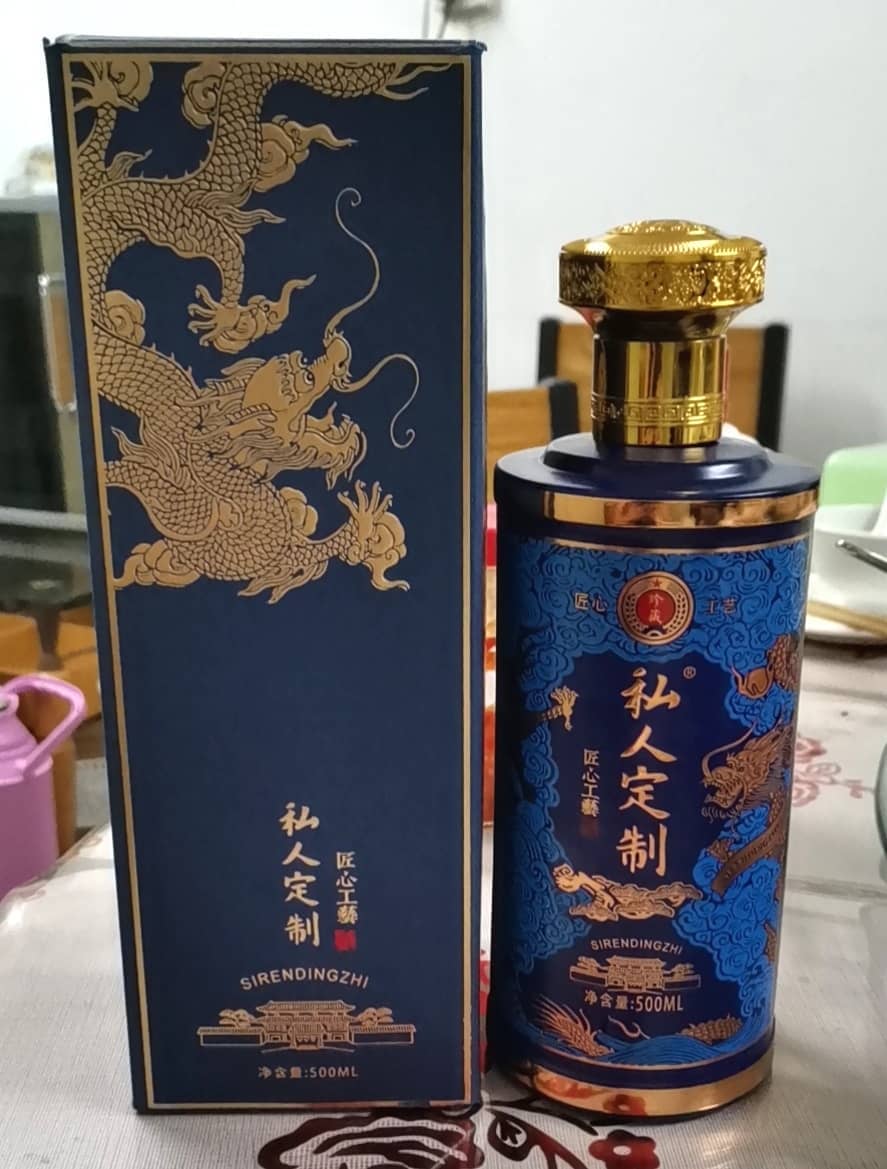 私人定制
匠心工藝
SIRENDINGZHI
净含量:500ML
匠心 珍藏 工艺
私人定制®
匠心工藝
SIRENDINGZHI
净含量:500ML